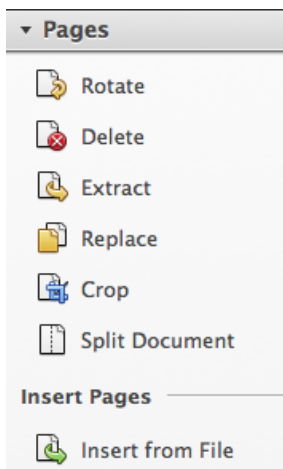 Pages
Rotate
Delete
Extract
Replace
Crop
Split Document
Insert Pages
Insert from File